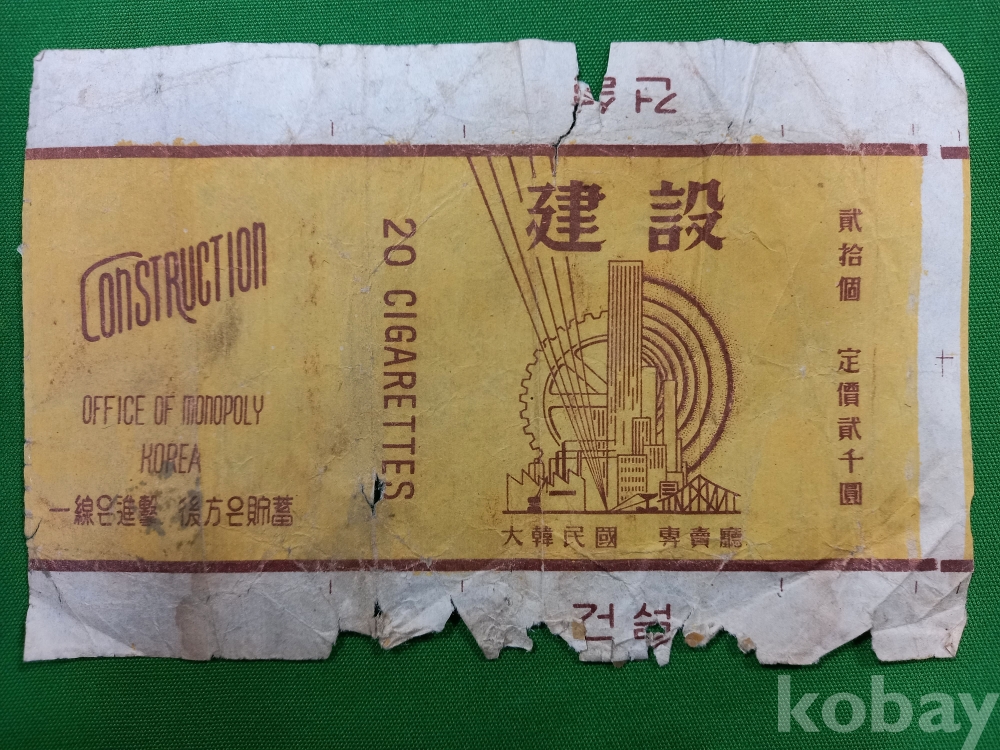 건설
CONSTRUCTION
OFFICE OF MONOPOLY
KOREA
一線은進擊 後方은貯蓄
20 CIGARETTES
建設
大韓民國 專賣廳
貳拾個 定價貳千圓
건설
kobay